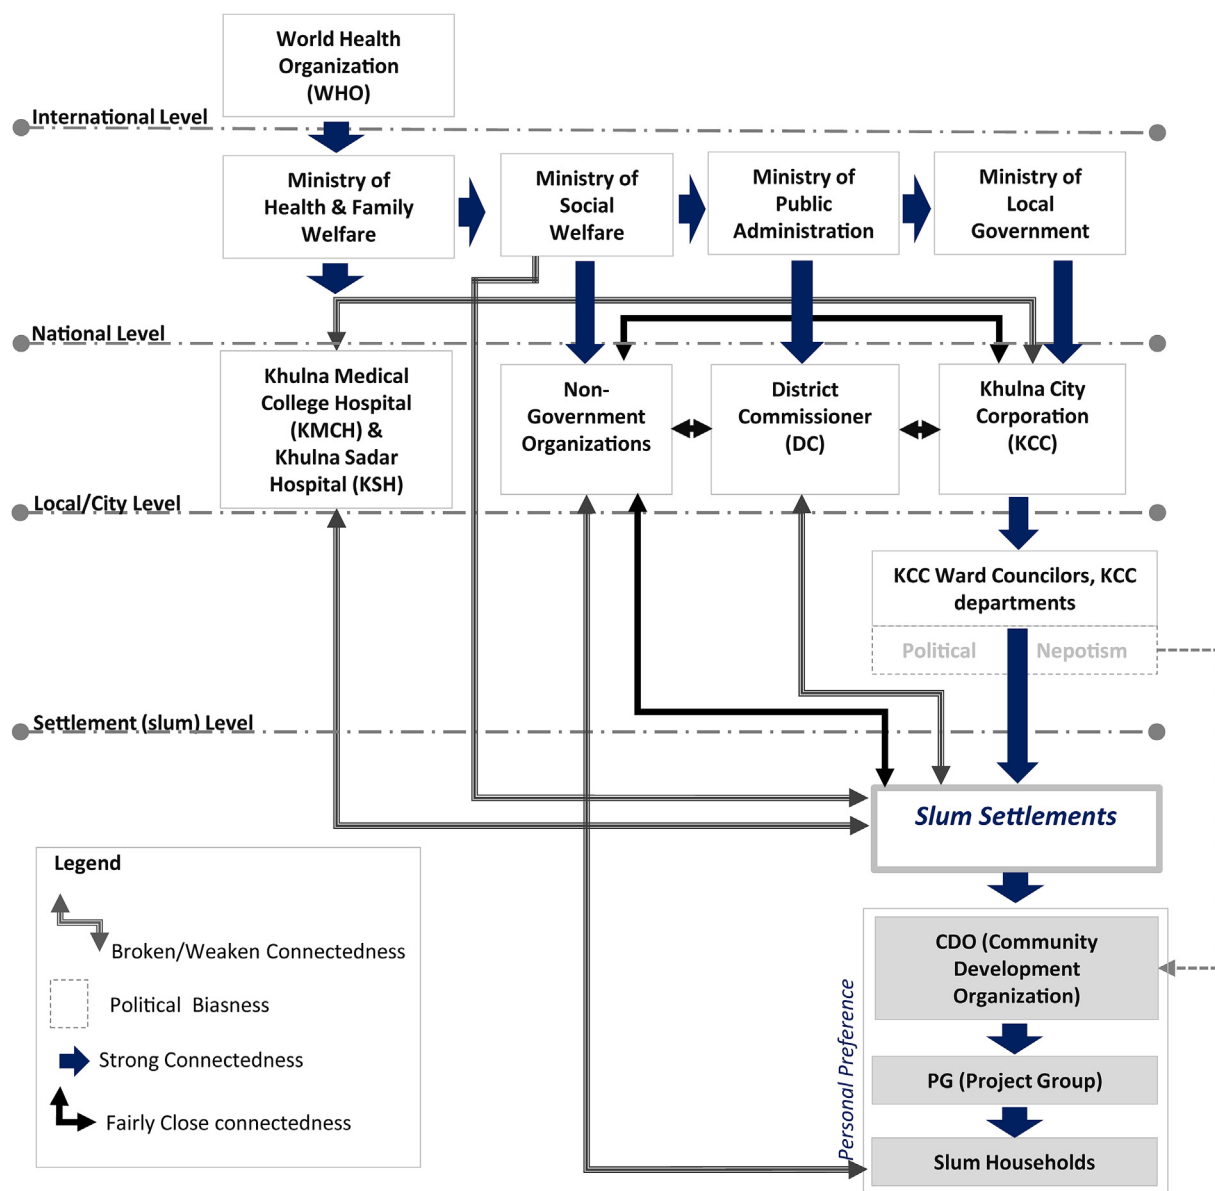 World Health
Organization
(WHO)
International Level
Ministry of
Health & Family
Welfare
Ministry of
Social
Welfare
Ministry of
Public
Administration
Ministry of
Local
Government
National Level
Khulna Medical
College Hospital
(KMCH) &
Khulna Sadar
Hospital (KSH)
Non-
Government
Organizations
District
Commissioner
(DC)
Khulna City
Corporation
(KCC)
Local/City Level
KCC Ward Councilors, KCC
departments
Political Nepotism
Settlement (slum) Level
Slum Settlements
Legend
Broken/Weaken Connectedness
Political Biasness
Strong Connectedness
Fairly Close connectedness
Personal Preference
CDO (Community
Development
Organization)
PG (Project Group)
Slum Households